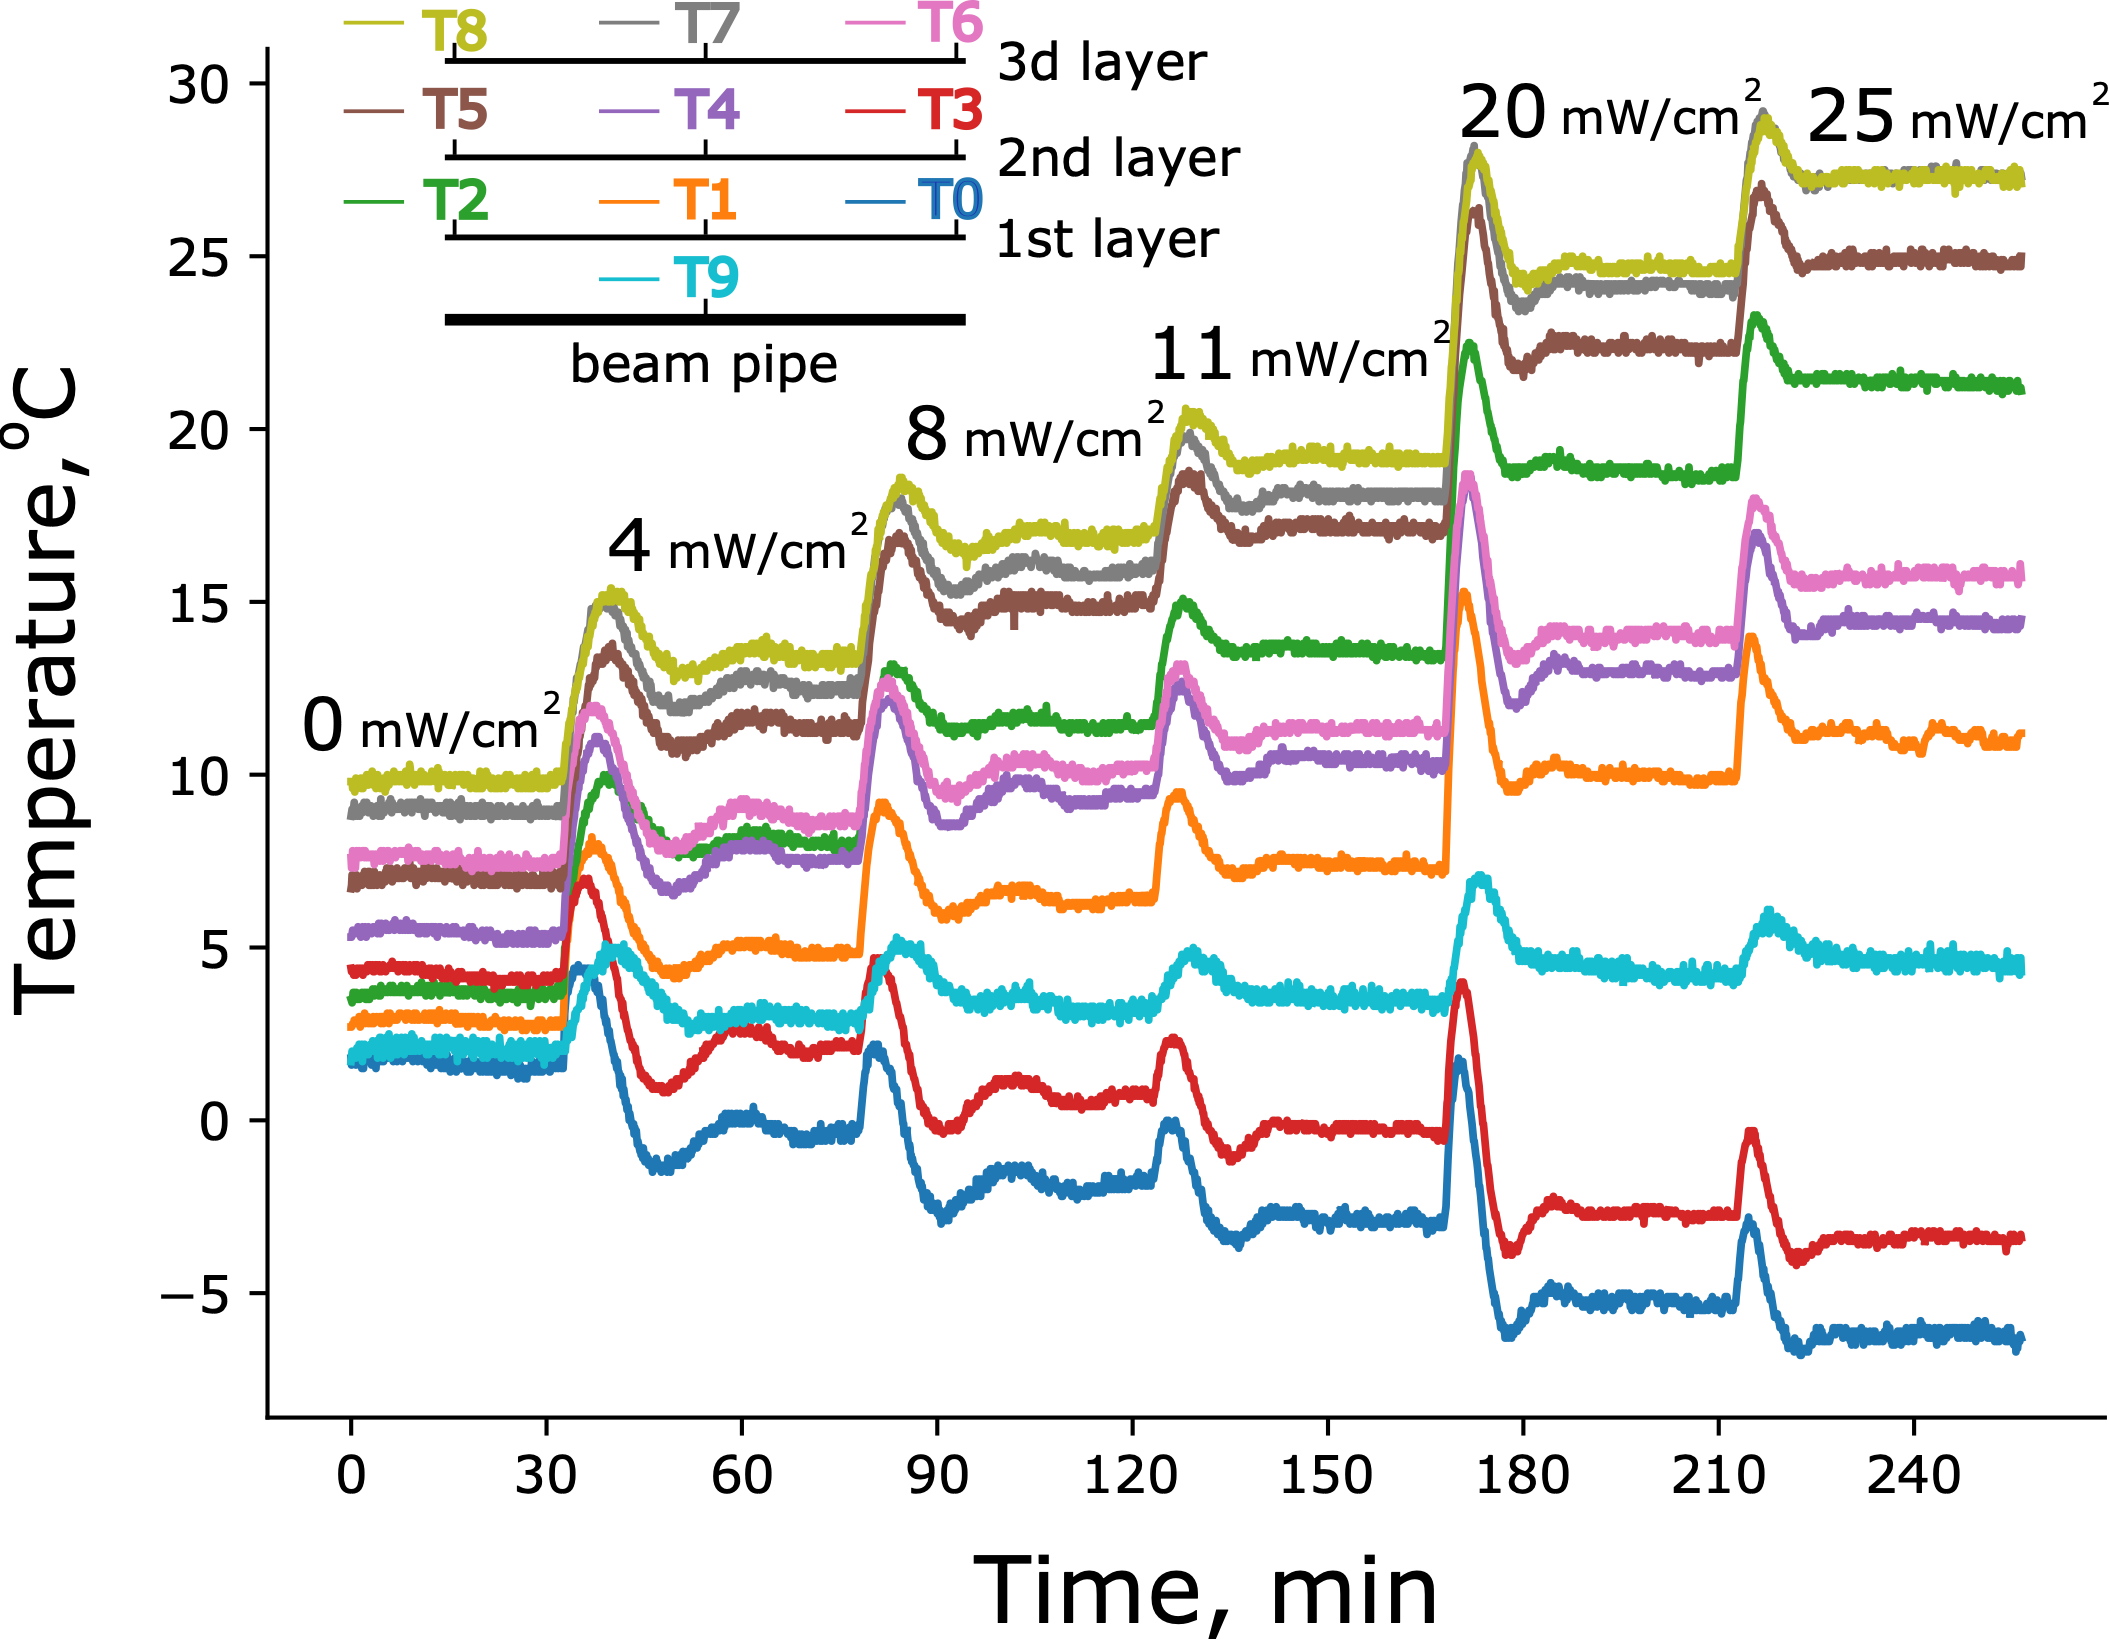 T8 T7 T6
3d layer
T5 T4 T3
2nd layer
T2 T1 T0
1st layer
T9
beam pipe
0 mW/cm²
4 mW/cm²
8 mW/cm²
11 mW/cm²
20 mW/cm²
25 mW/cm²
Temperature,°C
30
25
20
15
10
5
0
−5
0 30 60 90 120 150 180 210 240
Time, min